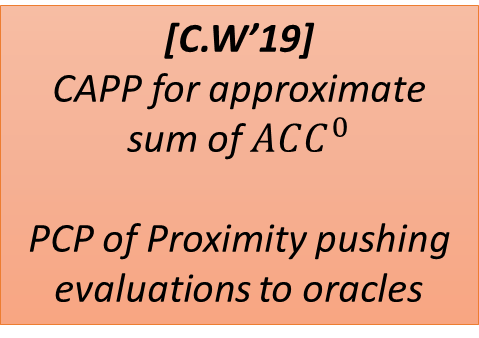 [C.W’19]
CAPP for approximate
sum of ACC⁰
PCP of Proximity pushing
evaluations to oracles